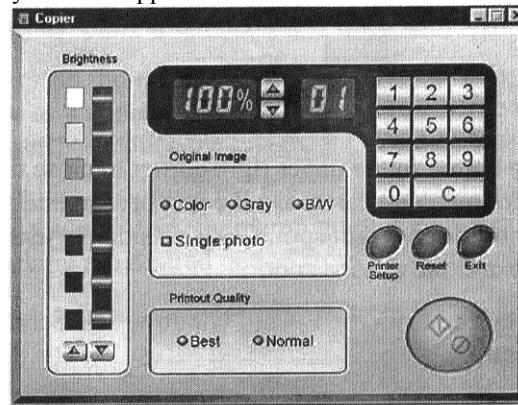 Copier
Brightness
100%
01
1 2 3
4 5 6
7 8 9
0 C
Original Image
Color Gray B/W
Single photo
Printer Setup
Reset
Exit
Printout Quality
Best Normal